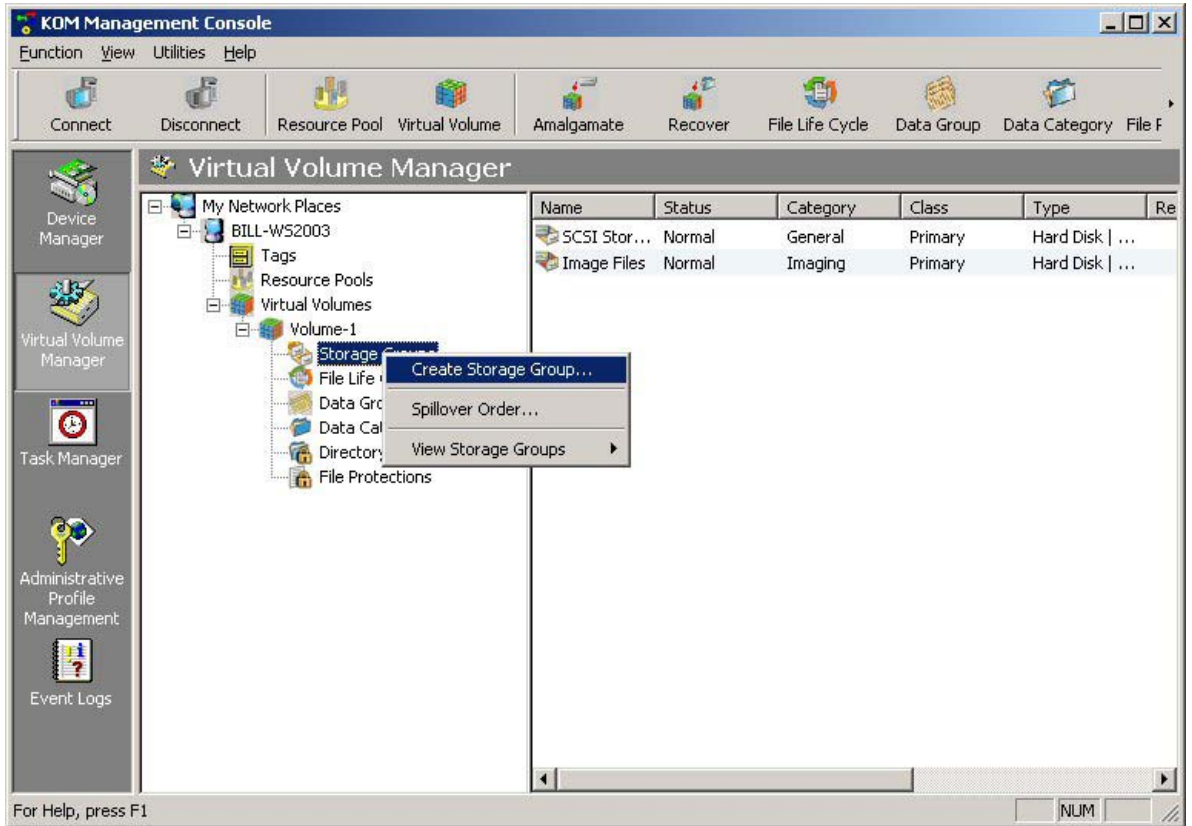 KOM Management Console
Function View Utilities Help
Connect Disconnect Resource Pool Virtual Volume Amalgamate Recover File Life Cycle Data Group Data Category File
Virtual Volume Manager
Device
Manager
Virtual Volume
Manager
Task Manager
Administrative
Profile
Management
Event Logs
My Network Places
BILL-WS2003
Tags
Resource Pools
Virtual Volumes
Volume-1
Storage
File Life
Data
Data
Directory
File Protections
Create Storage Group...
Spillover Order...
View Storage Groups
Name Status Category Class Type Re
SCSI Stor... Normal General Primary Hard Disk | ...
Image Files Normal Imaging Primary Hard Disk | ...
For Help, press F1
NUM